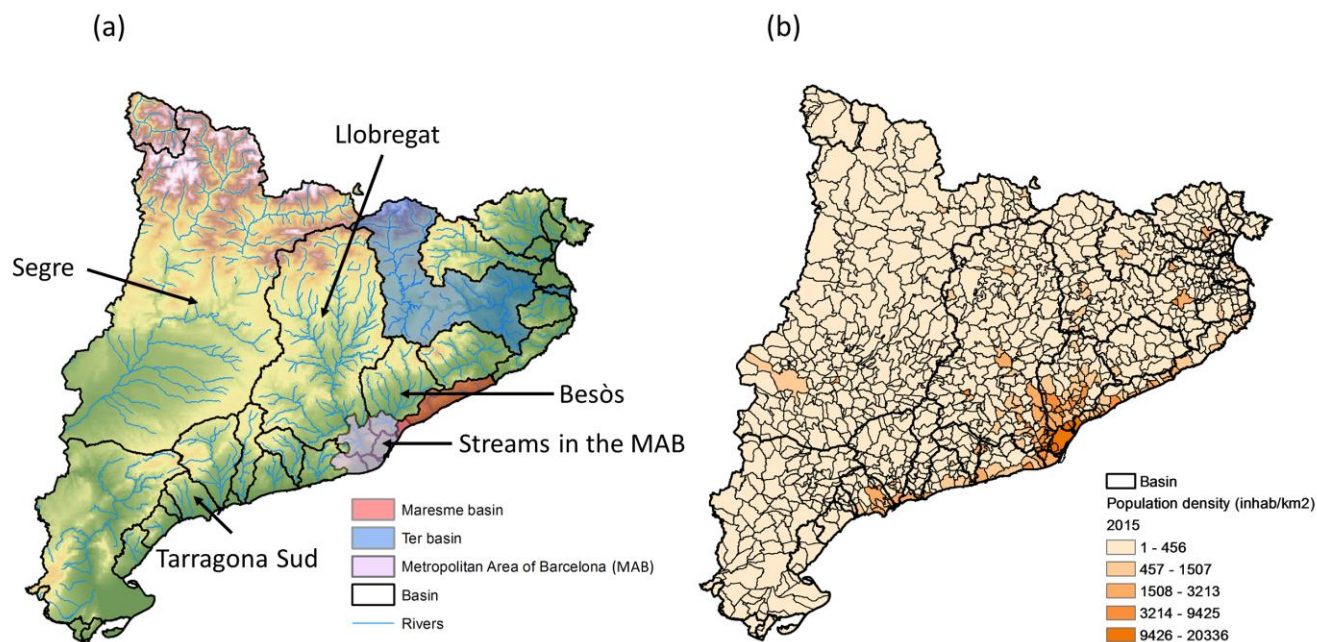 (a)
(b)
Llobregat
Segre
Besòs
Streams in the MAB
Tarragona Sud
Maresme basin
Ter basin
Metropolitan Area of Barcelona (MAB)
Basin
Rivers
Basin
Population density (inhab/km2)
2015
1 - 456
457 - 1507
1508 - 3213
3214 - 9425
9426 - 20336